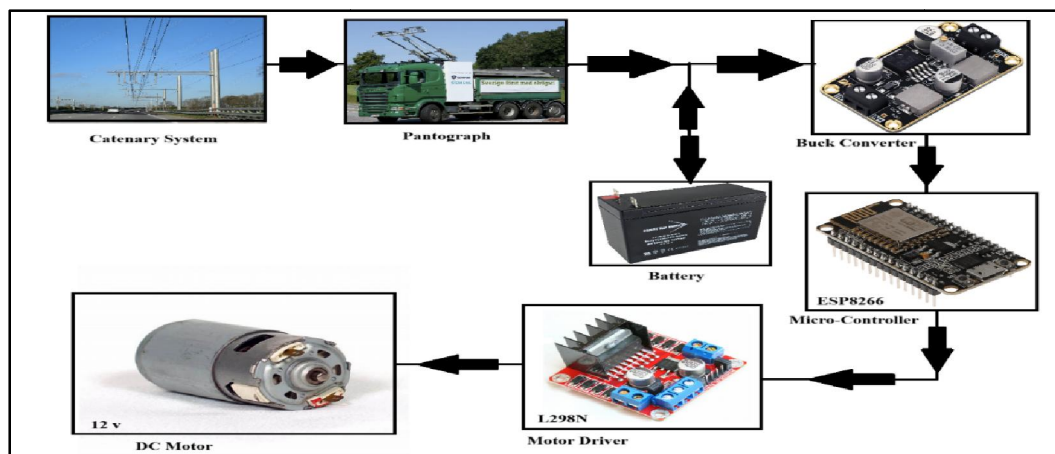 Catenary System
Pantograph
Buck Converter
Battery
ESP8266
Micro-Controller
12 v
DC Motor
L298N
Motor Driver